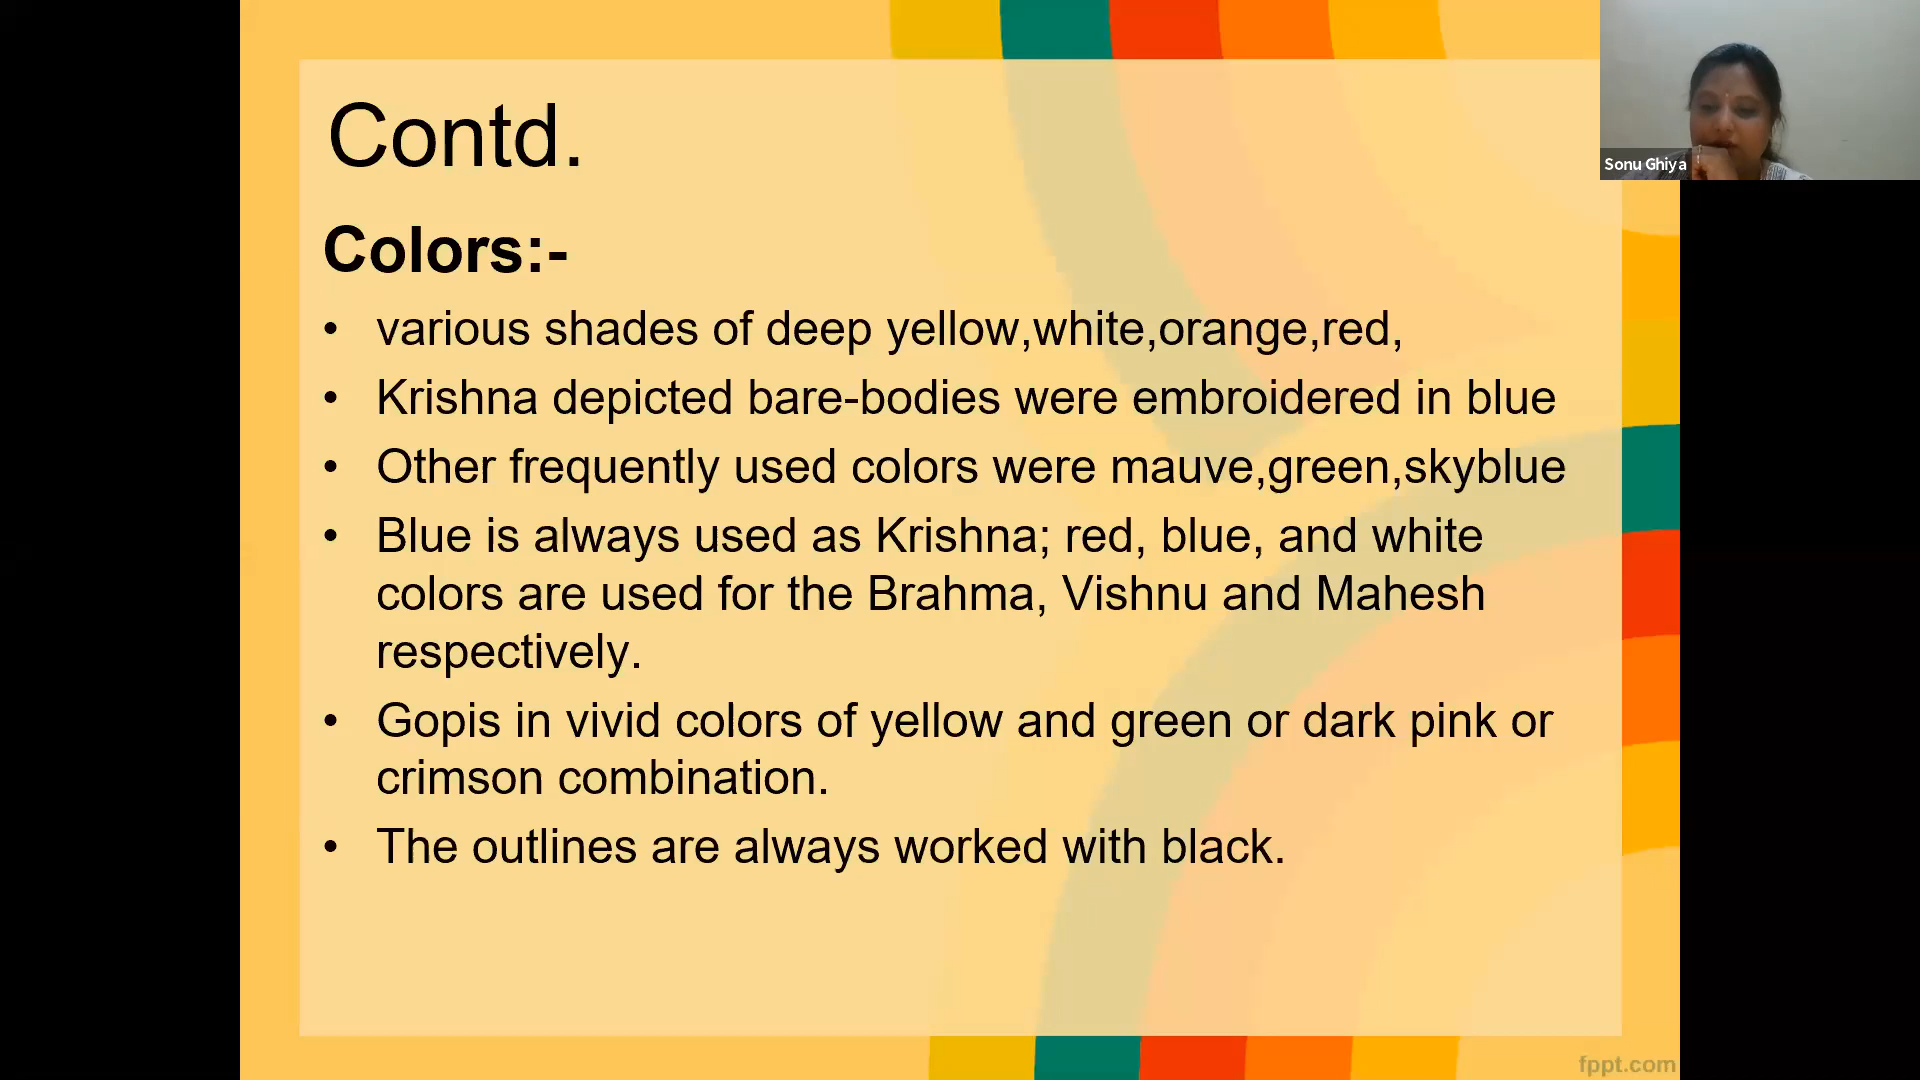 Contd.
Sonu Ghiya
Colors:-
• various shades of deep yellow,white,orange,red,
• Krishna depicted bare-bodies were embroidered in blue
• Other frequently used colors were mauve,green,skyblue
• Blue is always used as Krishna; red, blue, and white
colors are used for the Brahma, Vishnu and Mahesh
respectively.
• Gopis in vivid colors of yellow and green or dark pink or
crimson combination.
• The outlines are always worked with black.
fppt.com